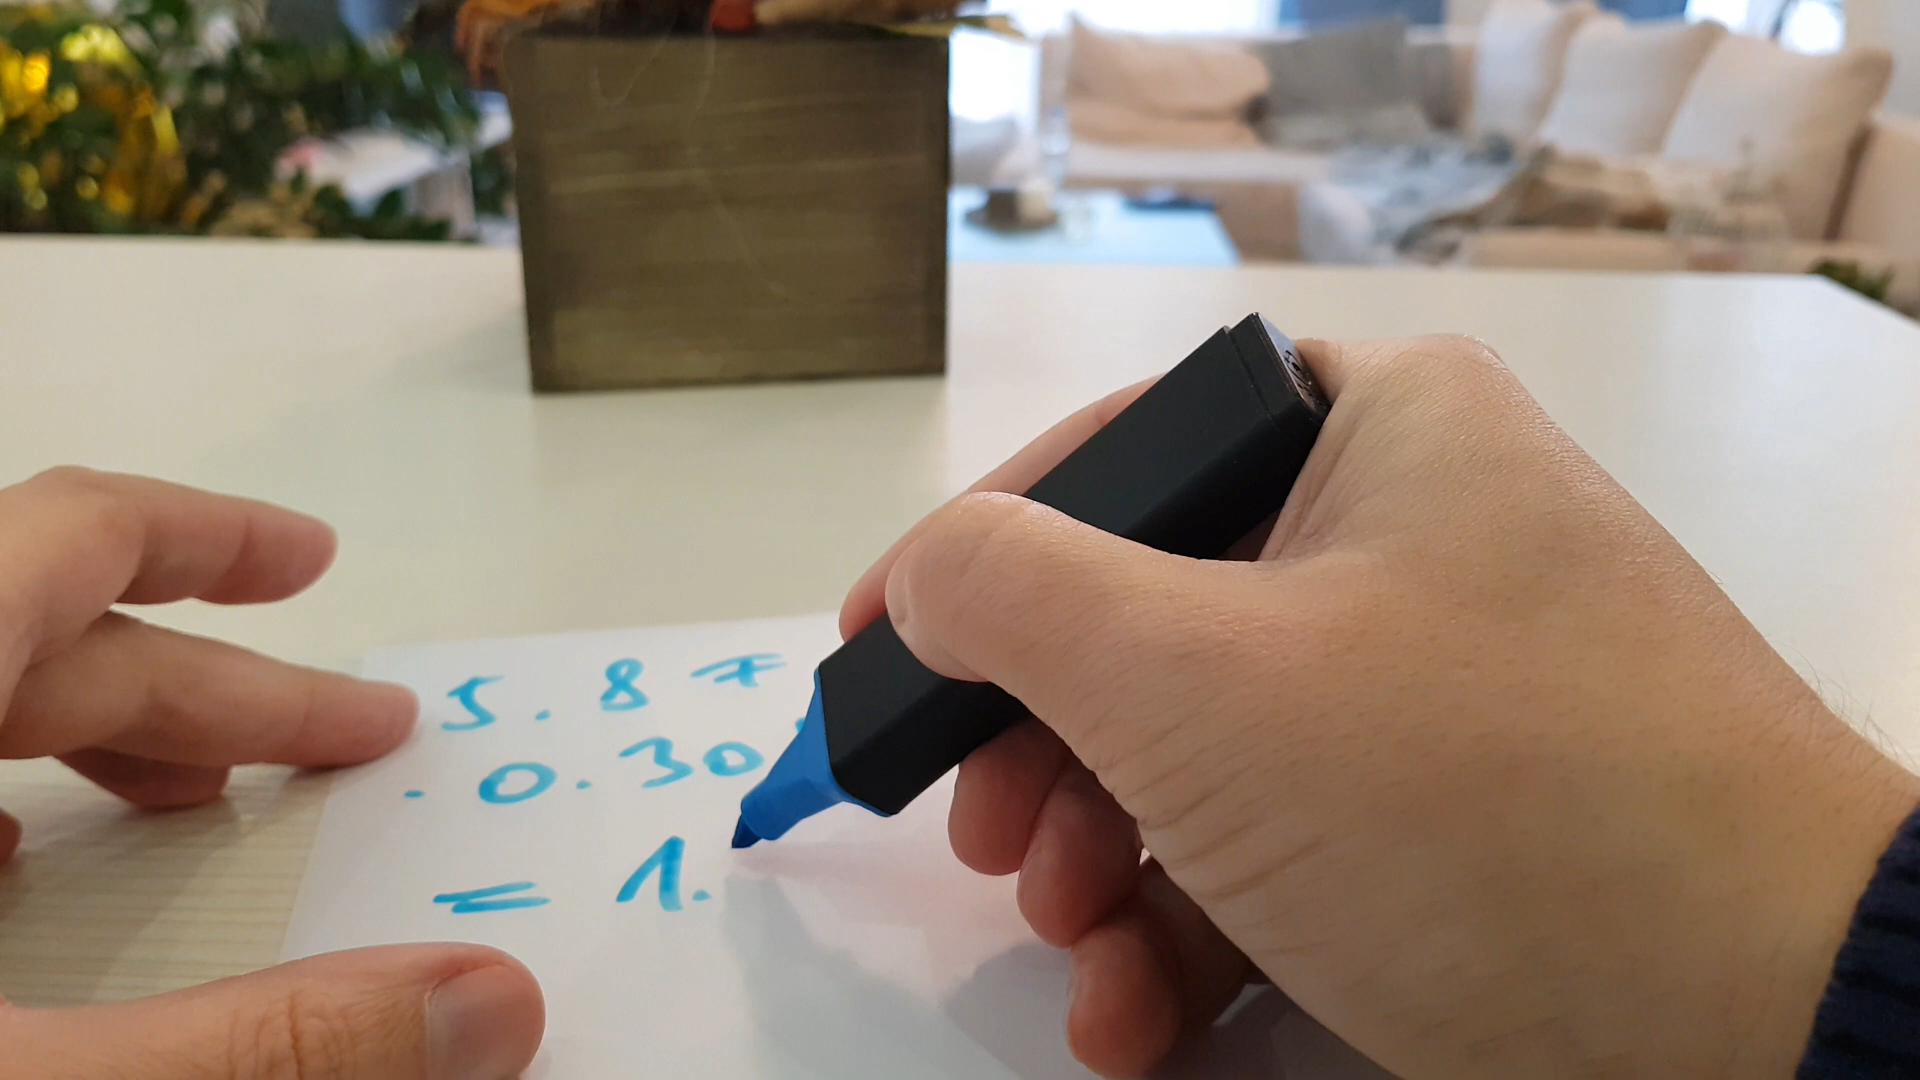 5.87
·0.30
= 1.